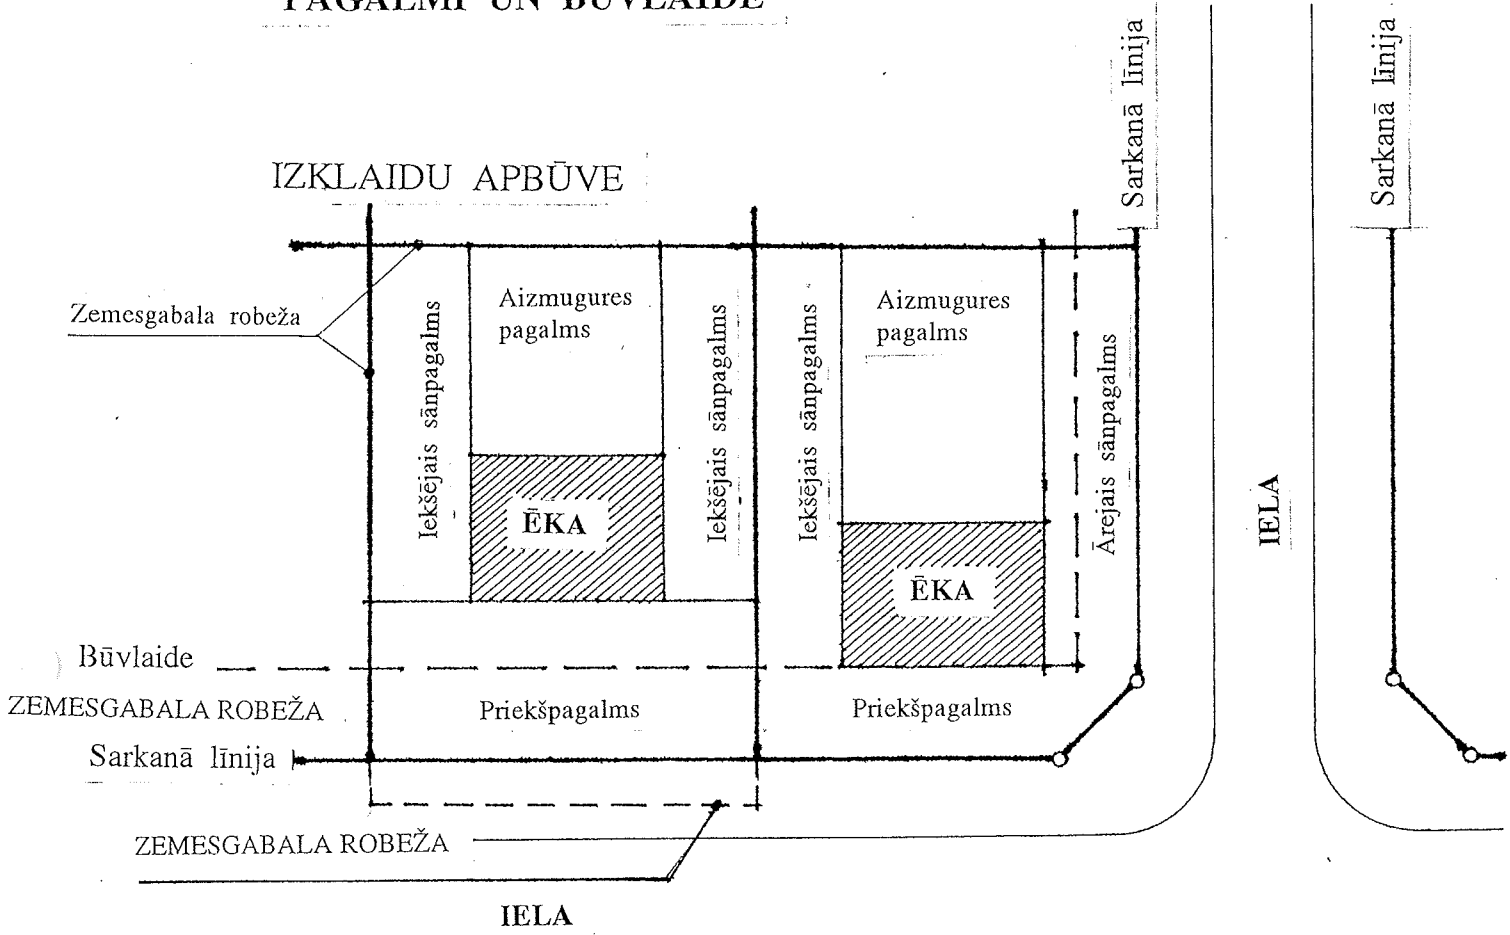 PAGALMI UN BŪVLAIDE
Sarkanā līnija
Sarkanā līnija
IZKLAIDU APBŪVE
Zemesgabala robeža
Iekšējais sānpagalms
Aizmugures
pagalms
Iekšējais sānpagalms
Iekšējais sānpagalms
Aizmugures
pagalms
Ārejais sānpagalms
ĒKA
ĒKA
IELA
Būvlaide
ZEMESGABALA ROBEŽA
Priekšpagalms
Priekšpagalms
Sarkanā līnija
ZEMESGABALA ROBEŽA
IELA